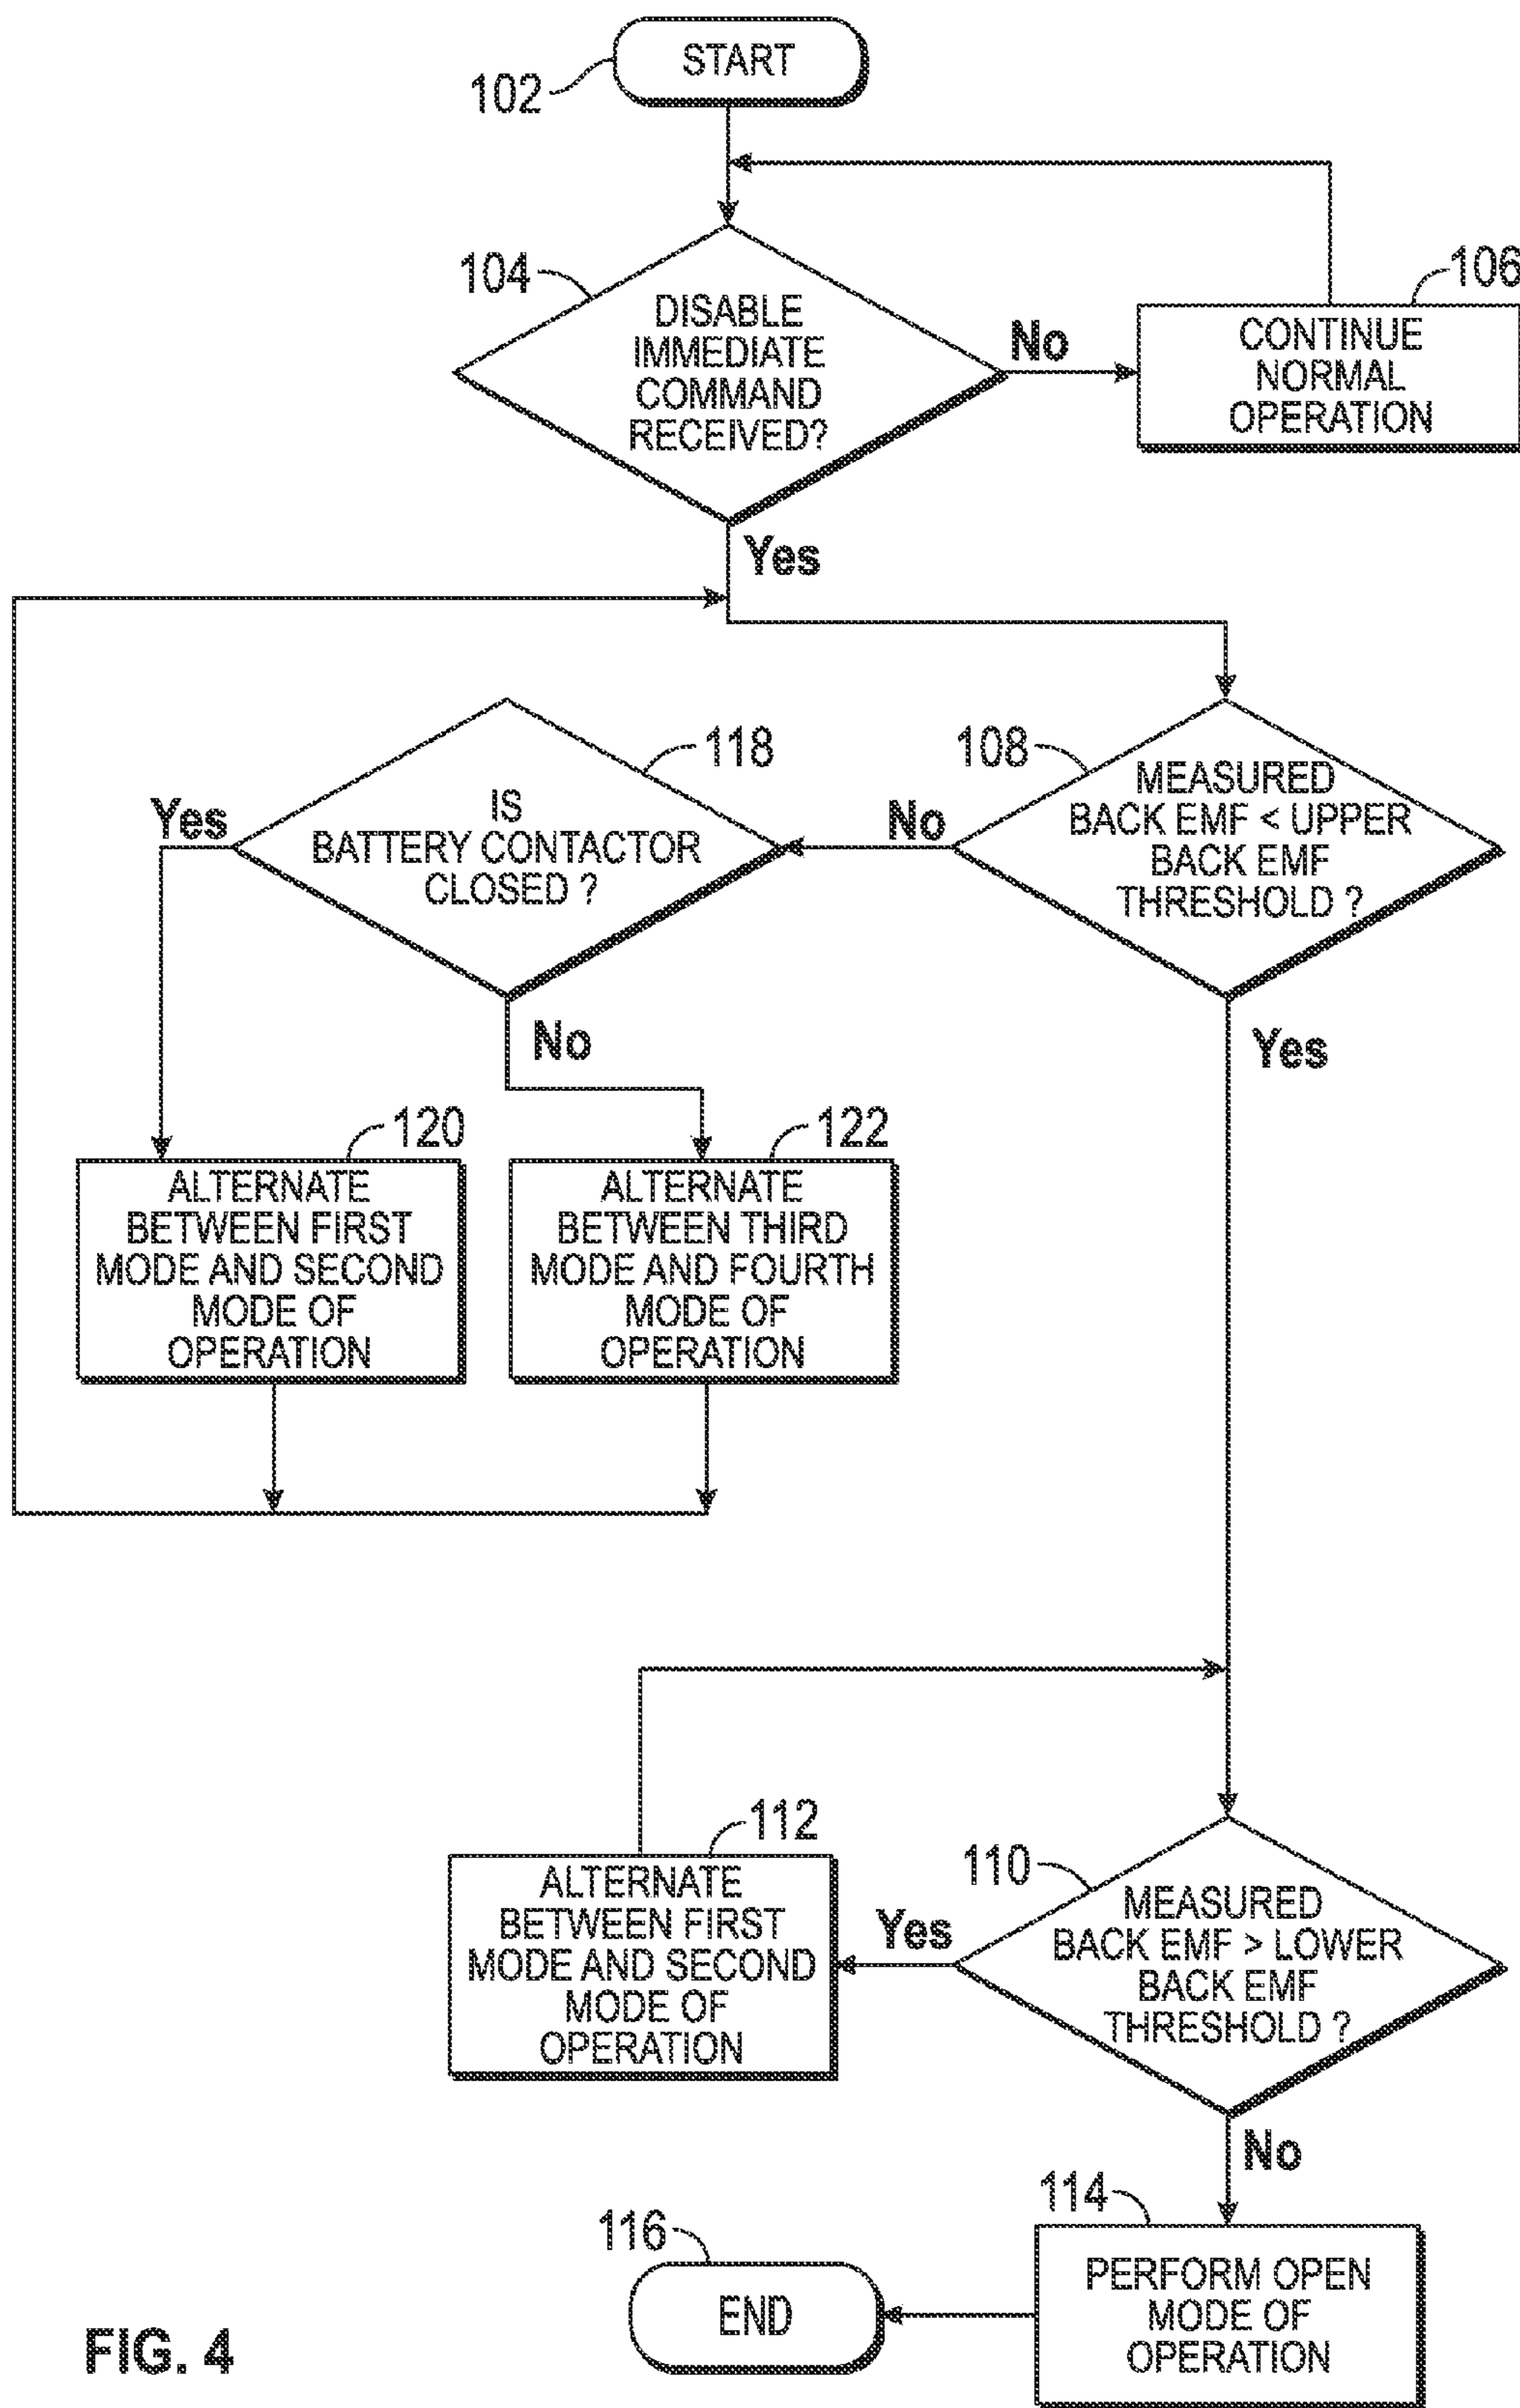 START
102
104
DISABLE
IMMEDIATE
COMMAND
RECEIVED?
No
106
CONTINUE
NORMAL
OPERATION
Yes
118
IS
BATTERY CONTACTOR
CLOSED ?
Yes
No
108
MEASURED
BACK EMF < UPPER
BACK EMF
THRESHOLD ?
No
Yes
120
ALTERNATE
BETWEEN FIRST
MODE AND SECOND
MODE OF
OPERATION
122
ALTERNATE
BETWEEN THIRD
MODE AND FOURTH
MODE OF
OPERATION
112
ALTERNATE
BETWEEN FIRST
MODE AND SECOND
MODE OF
OPERATION
Yes
110
MEASURED
BACK EMF > LOWER
BACK EMF
THRESHOLD ?
No
114
PERFORM OPEN
MODE OF
OPERATION
116
END
FIG. 4